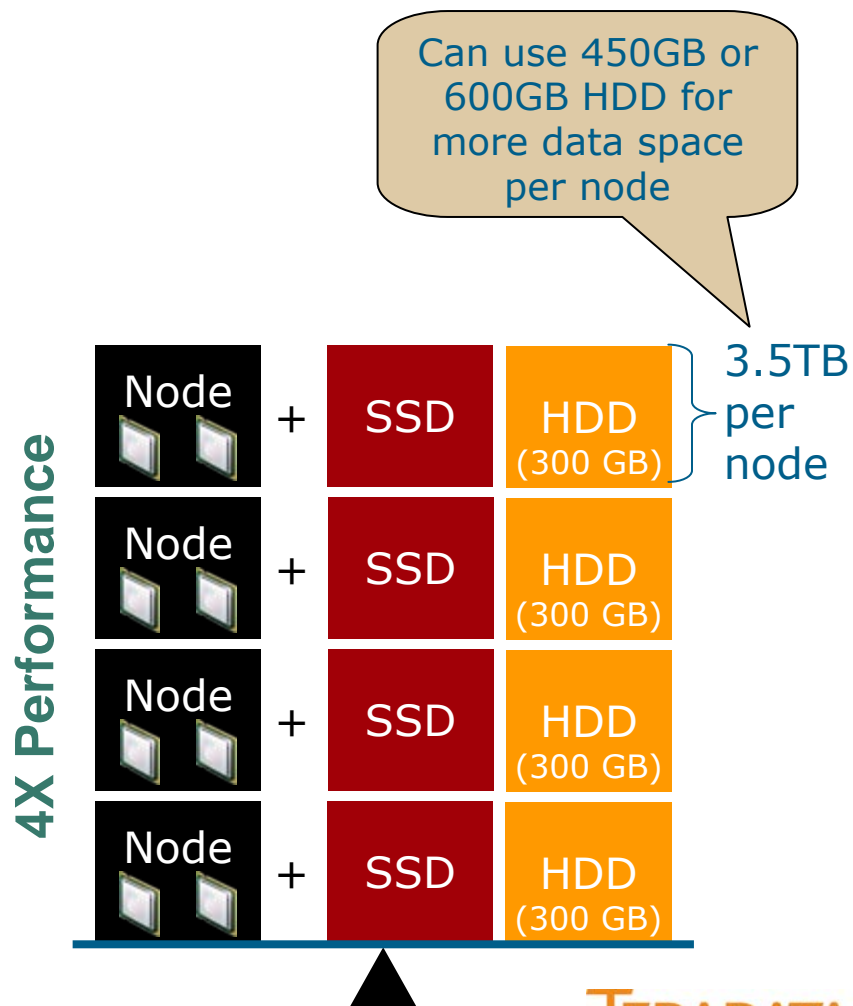 Can use 450GB or
600GB HDD for
more data space
per node
4X Performance
Node + SSD HDD
(300 GB)
3.5TB
per
node
Node + SSD HDD
(300 GB)
Node + SSD HDD
(300 GB)
Node + SSD HDD
(300 GB)
TERADATA